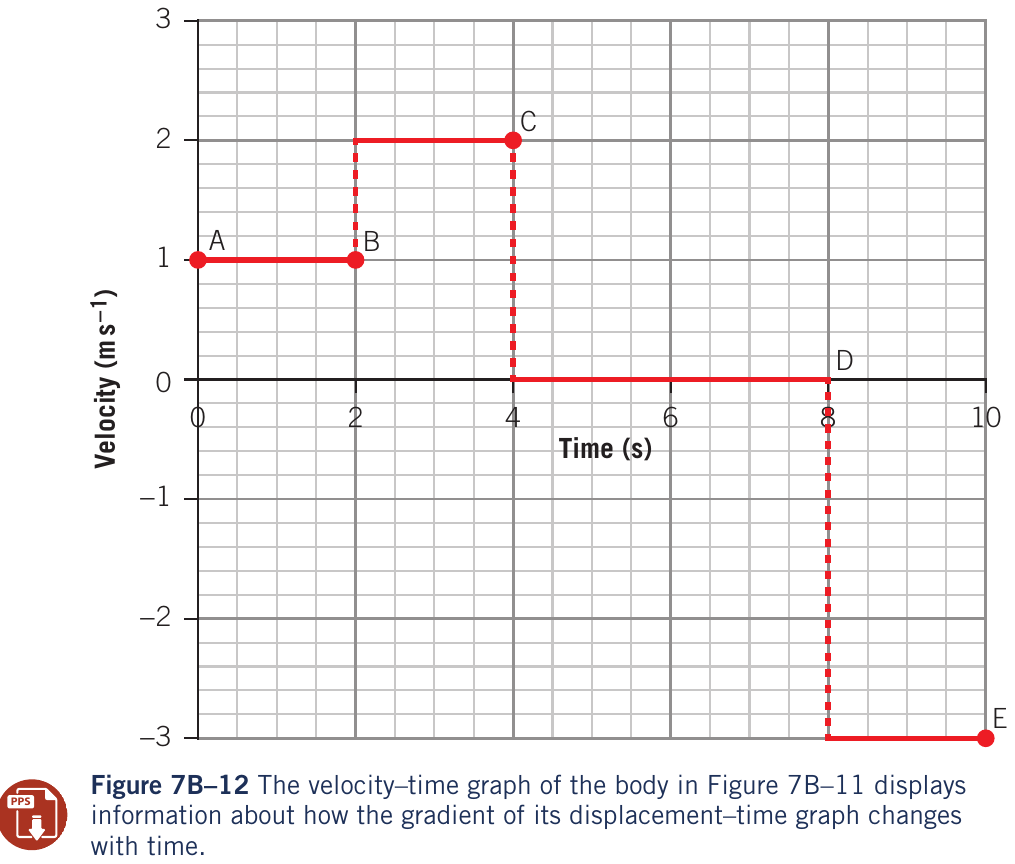 3
C
2
A
B
1
Velocity (m s−1)
D
0
0 2 4 6 8 10
Time (s)
−1
−2
E
−3
PPS
Figure 7B–12 The velocity–time graph of the body in Figure 7B–11 displays
information about how the gradient of its displacement–time graph changes
with time.